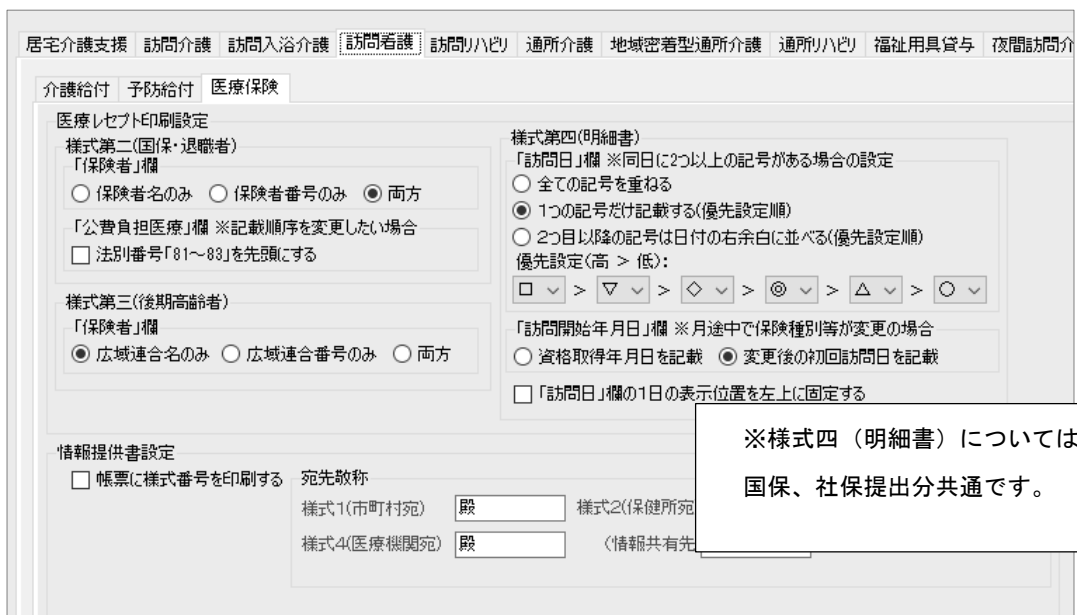 居宅介護支援 訪問介護 訪問入浴介護 訪問看護 訪問リハビリ 通所介護 地域密着型通所介護 通所リハビリ 福祉用具貸与 夜間訪問介
介護給付 予防給付 医療保険
医療レセプト印刷設定
様式第二(国保・退職者)
「保険者」欄
保険者名のみ 保険者番号のみ 両方
「公費負担医療」欄 ※記載順序を変更したい場合
法別番号「81～83」を先頭にする
様式第三(後期高齢者)
「保険者」欄
広域連合名のみ 広域連合番号のみ 両方
様式第四(明細書)
「訪問日」欄 ※同日に2つ以上の記号がある場合の設定
全ての記号を重ねる
1つの記号だけ記載する(優先設定順)
2つ目以降の記号は日付の右余白に並べる(優先設定順)
優先設定(高 > 低):
□ > ▽ > ◇ > ◎ > △ > ○
「訪問開始年月日」欄 ※月途中で保険種別等が変更の場合
資格取得年月日を記載 変更後の初回訪問日を記載
「訪問日」欄の1日の表示位置を左上に固定する
※様式四（明細書）については
国保、社保提出分共通です。
情報提供書設定
帳票に様式番号を印刷する 宛先敬称
様式1(市町村宛) 殿 様式2(保健所宛
様式4(医療機関宛) 殿 (情報共有先